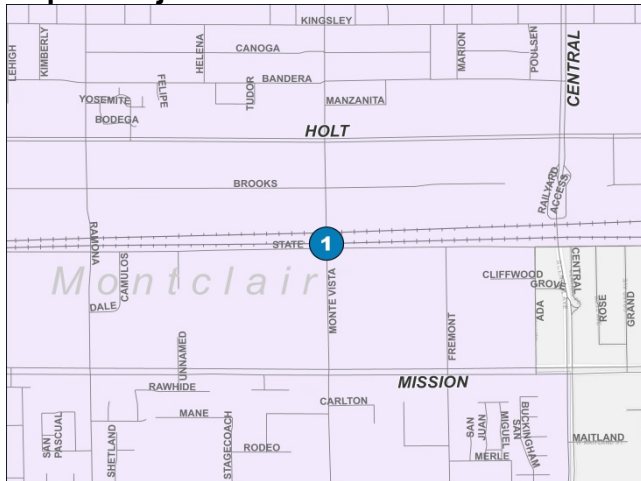 KINGSLEY
LEHIGH
KIMBERLY
HELENA
CANOGA
MARION
POULSEN
CENTRAL
FELIPE
BANDERA
TUDOR
YOSEMITE
MANZANITA
BODEGA
HOLT
BROOKS
RAILYARD
ACCESS
RAMONA
STATE
1
Montclair
CAMULOS
MONTE VISTA
CLIFFWOOD
GROVE
CENTRAL
ADA
ROSE
GRAND
DALE
FREMONT
UNNAMED
MISSION
RAWHIDE
CARLTON
MANE
SAN
PASCUAL
SHETLAND
STAGECOACH
RODEO
SAN
JUAN
SAN
MIGUEL
BUCKINGHAM
MERLE
MAITLAND